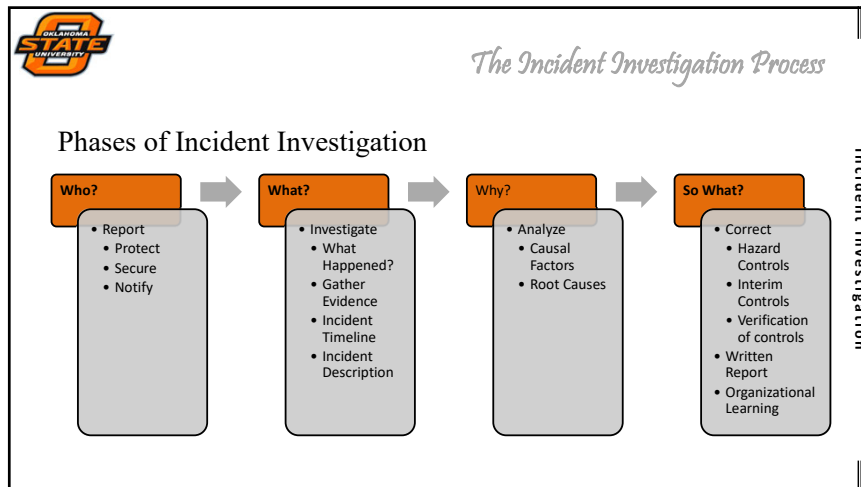 OKLAHOMA
STATE
UNIVERSITY
The Incident Investigation Process
Phases of Incident Investigation
Who?
• Report
• Protect
• Secure
• Notify
What?
• Investigate
• What
Happened?
• Gather
Evidence
• Incident
Timeline
• Incident
Description
Why?
• Analyze
• Causal
Factors
• Root Causes
So What?
• Correct
• Hazard
Controls
• Interim
Controls
• Verification
of controls
• Written
Report
• Organizational
Learning
Incident Investigation